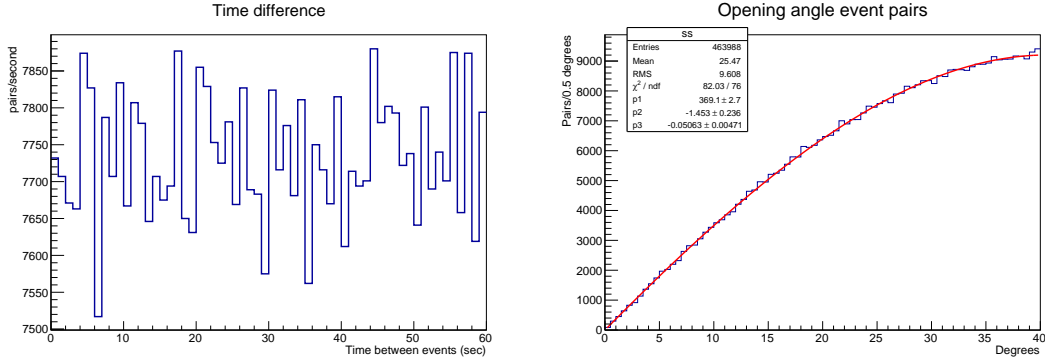 Time difference
pairs/second
7850
7800
7750
7700
7650
7600
7550
7500
0 10 20 30 40 50 60
Time between events (sec)
Opening angle event pairs
ss
Entries 463988
Mean 25.47
RMS 9.608
χ² / ndf 82.03 / 76
p1 369.1 ± 2.7
p2 -1.453 ± 0.236
p3 -0.05063 ± 0.00471
Pairs/0.5 degrees
9000
8000
7000
6000
5000
4000
3000
2000
1000
0
0 5 10 15 20 25 30 35 40
Degrees